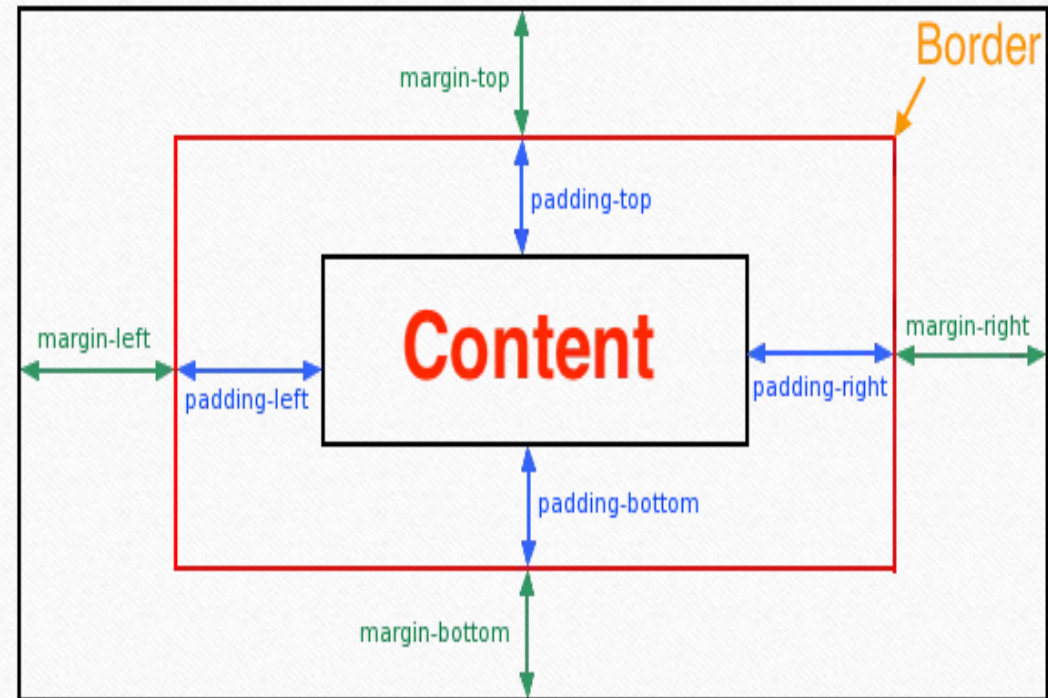 Border
margin-top
padding-top
Content
margin-left
margin-right
padding-left
padding-right
padding-bottom
margin-bottom